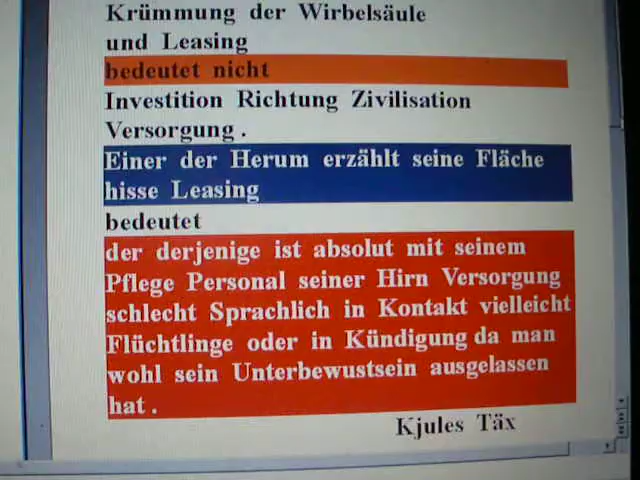 Krümmung der Wirbelsäule
und Leasing
bedeutet nicht
Investition Richtung Zivilisation
Versorgung .
Einer der Herum erzählt seine Fläche
hisse Leasing
bedeutet
der derjenige ist absolut mit seinem
Pflege Personal seiner Hirn Versorgung
schlecht Sprachlich in Kontakt vielleicht
Flüchtlinge oder in Kündigung da man
wohl sein Unterbewustsein ausgelassen
hat .
Kjules Täx